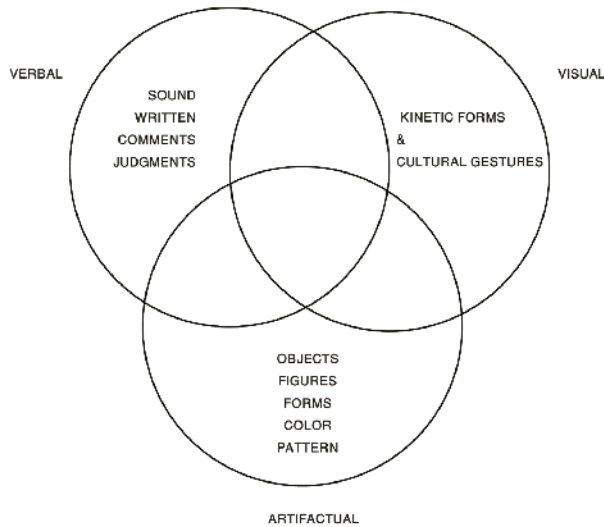 VERBAL
VISUAL
SOUND
WRITTEN
COMMENTS
JUDGMENTS
KINETIC FORMS
&
CULTURAL GESTURES
OBJECTS
FIGURES
FORMS
COLOR
PATTERN
ARTIFACTUAL